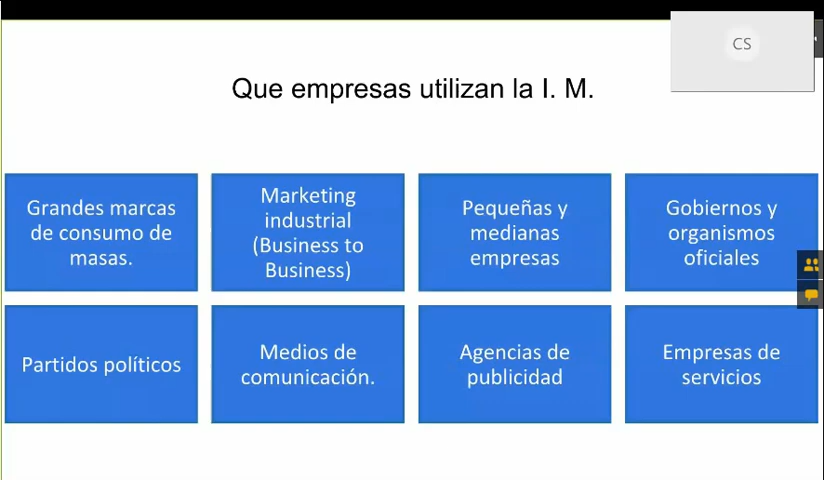 CS
Que empresas utilizan la I. M.
Grandes marcas
de consumo de
masas.
Marketing
industrial
(Business to
Business)
Pequeñas y
medianas
empresas
Gobiernos y
organismos
oficiales
Partidos políticos
Medios de
comunicación.
Agencias de
publicidad
Empresas de
servicios